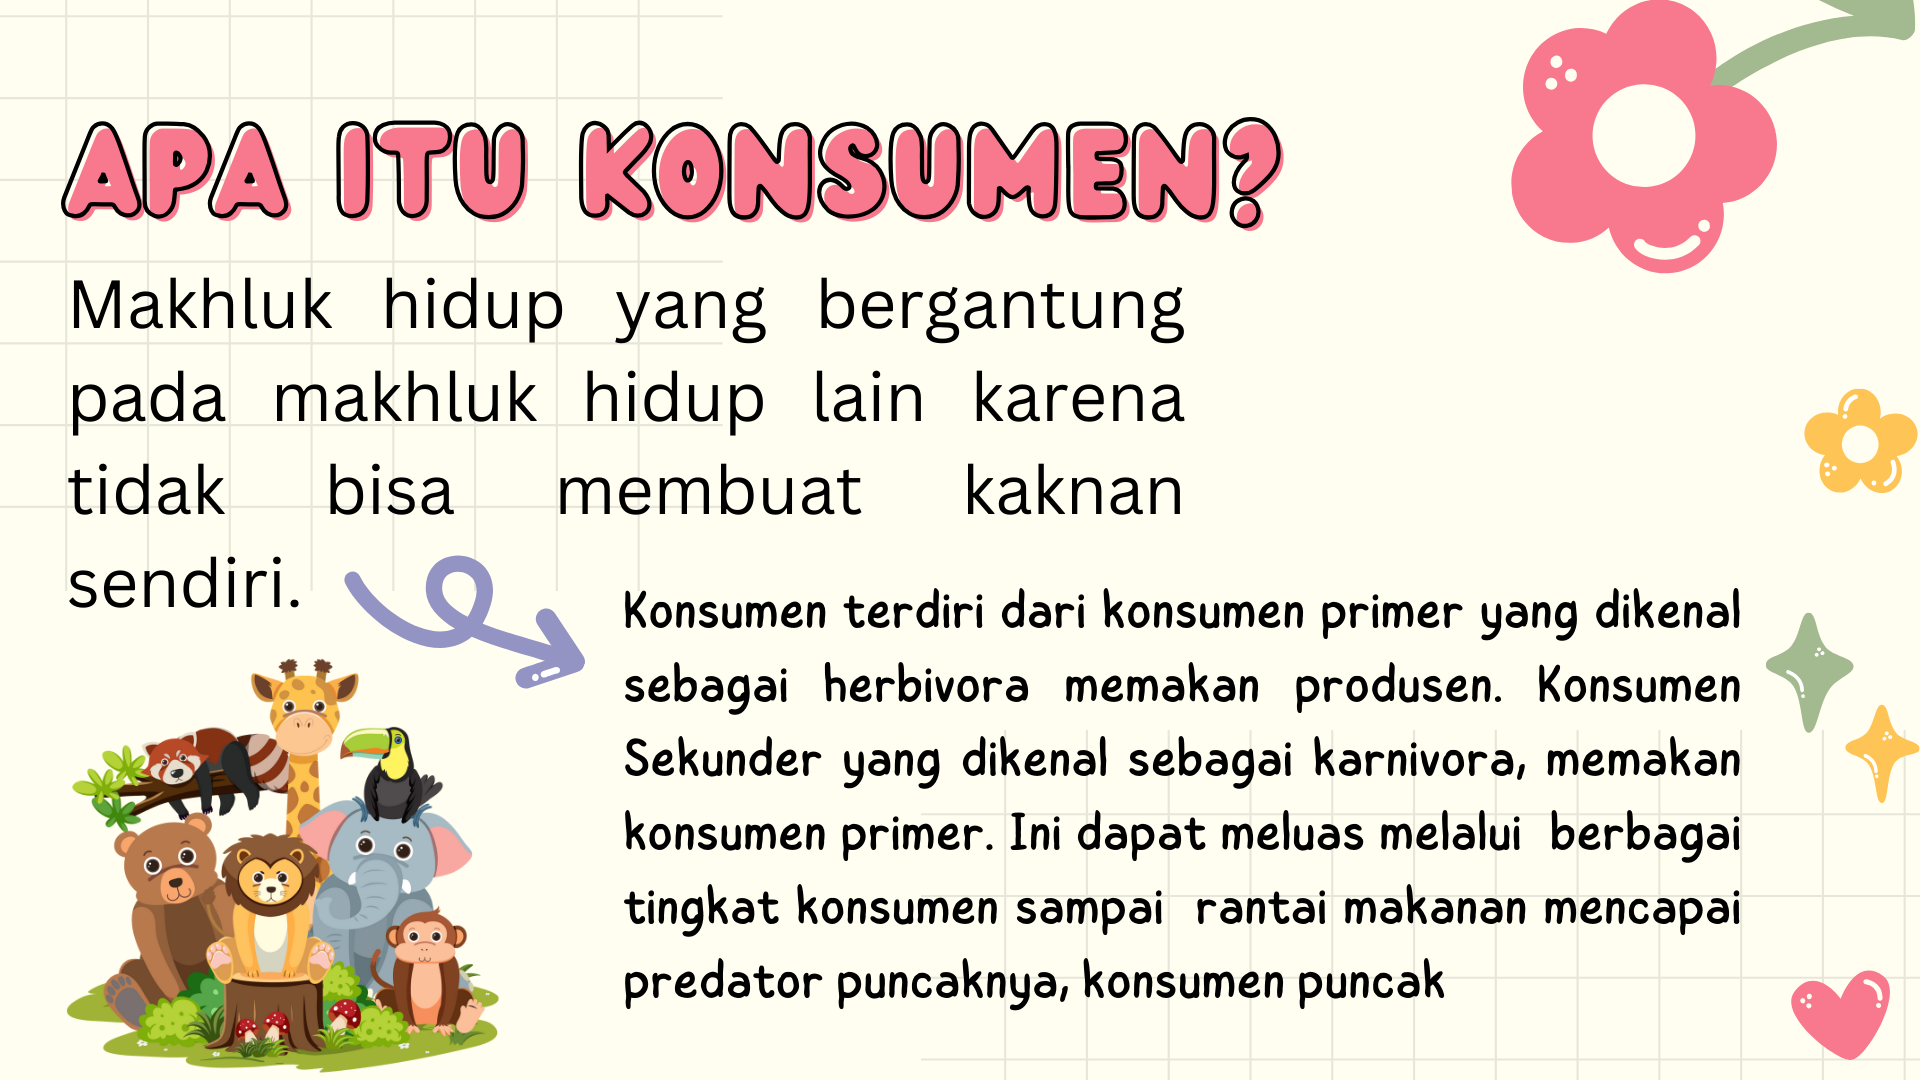 APA ITU KONSUMEN?
Makhluk hidup yang bergantung
pada makhluk hidup lain karena
tidak bisa membuat kaknan
sendiri.
Konsumen terdiri dari konsumen primer yang dikenal
sebagai herbivora memakan produsen. Konsumen
Sekunder yang dikenal sebagai karnivora, memakan
konsumen primer. Ini dapat meluas melalui berbagai
tingkat konsumen sampai rantai makanan mencapai
predator puncaknya, konsumen puncak